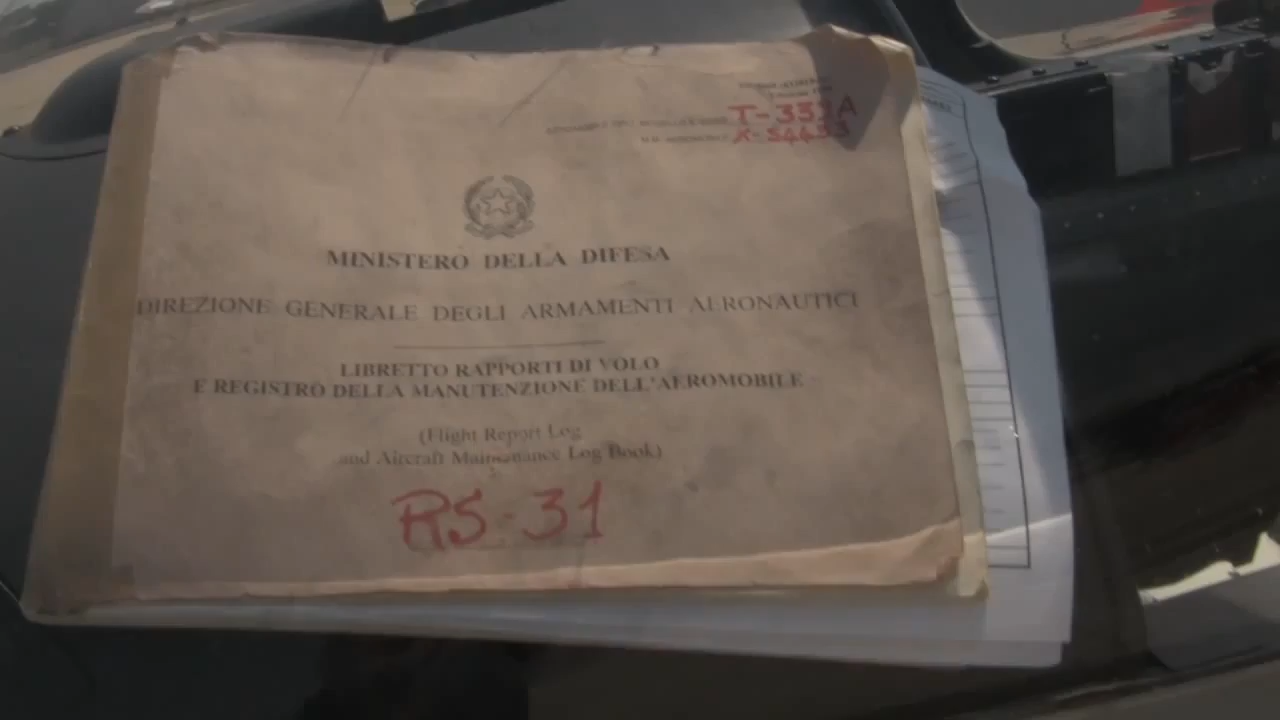 T-339A
MINISTERO DELLA DIFESA
DIREZIONE GENERALE DEGLI ARMAMENTI AERONAUTICI
LIBRETTO RAPPORTI DI VOLO
E REGISTRO DELLA MANUTENZIONE DELL'AEROMOBILE
(Flight Report Log
and Aircraft Maintenance Log Book)
RS-31